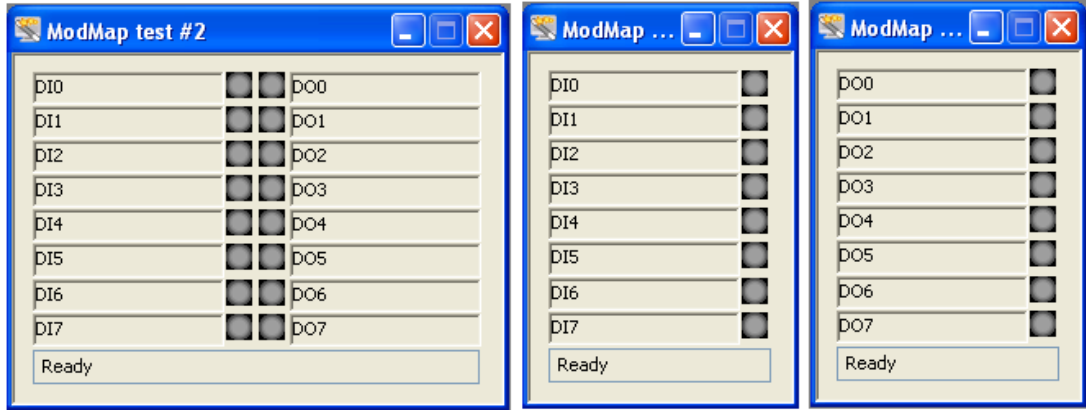 ModMap test #2
DI0 DO0
DI1 DO1
DI2 DO2
DI3 DO3
DI4 DO4
DI5 DO5
DI6 DO6
DI7 DO7
Ready
ModMap ...
DI0
DI1
DI2
DI3
DI4
DI5
DI6
DI7
Ready
ModMap ...
DO0
DO1
DO2
DO3
DO4
DO5
DO6
DO7
Ready